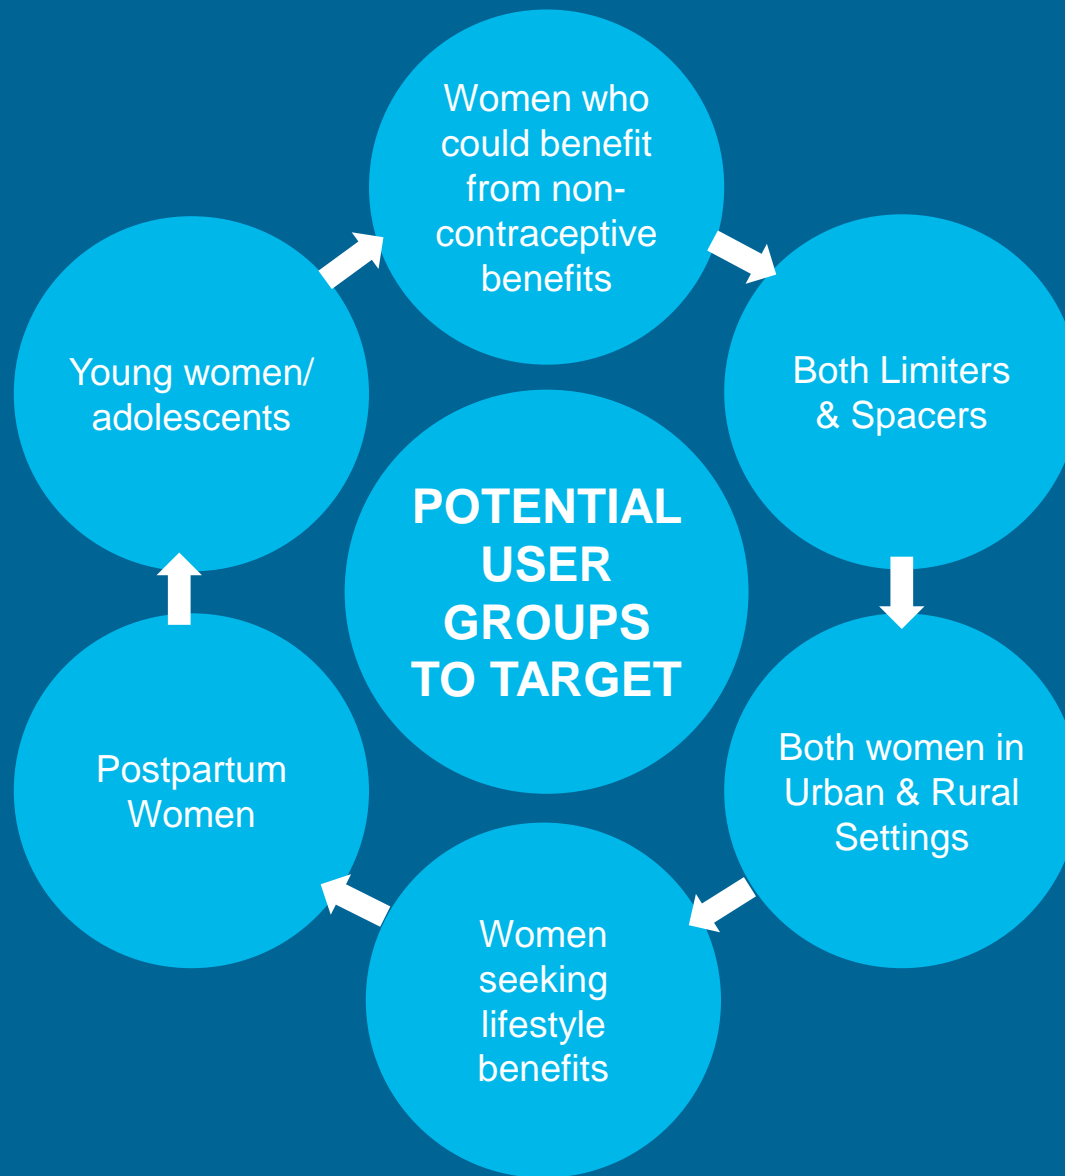 Women who
could benefit
from non-
contraceptive
benefits
Both Limiters
& Spacers
Both women in
Urban & Rural
Settings
Women
seeking
lifestyle
benefits
Postpartum
Women
Young women/
adolescents
POTENTIAL
USER
GROUPS
TO TARGET